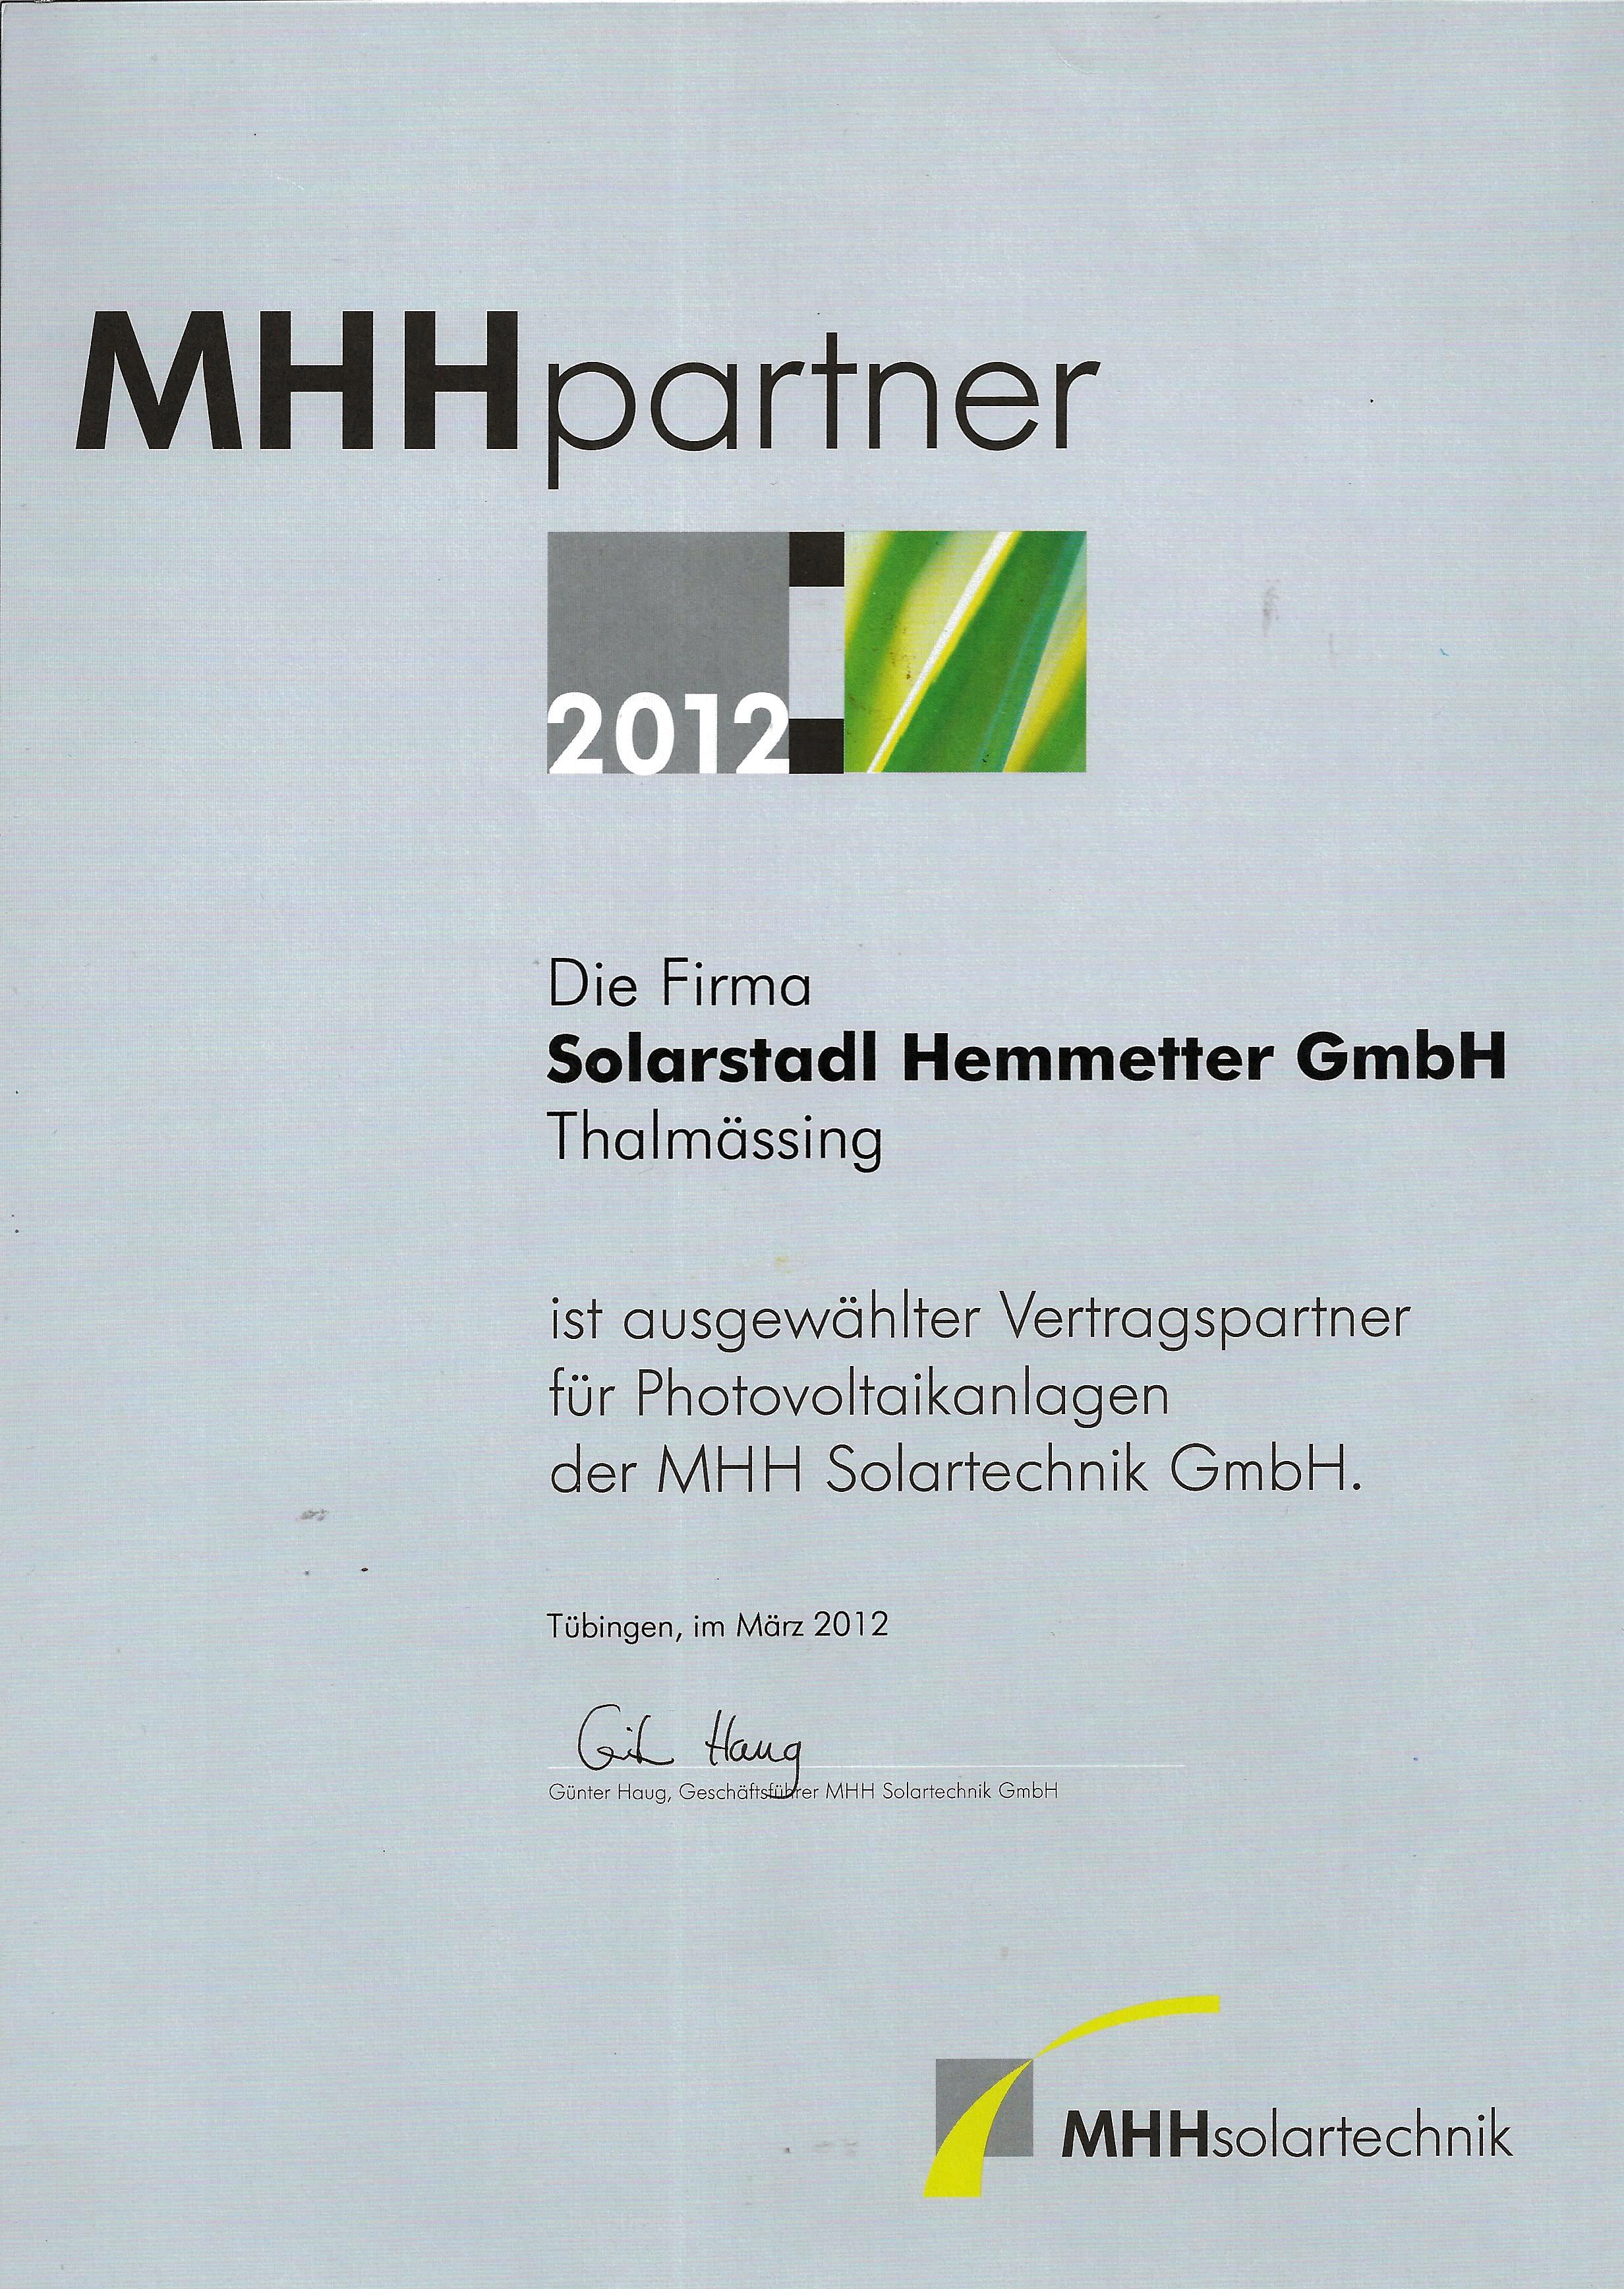 MHHpartner
2012
Die Firma
Solarstadl Hemmetter GmbH
Thalmässing
ist ausgewählter Vertragspartner
für Photovoltaikanlagen
der MHH Solartechnik GmbH.
Tübingen, im März 2012
Günter Haug
Günter Haug, Geschäftsführer MHH Solartechnik GmbH
MHHsolartechnik